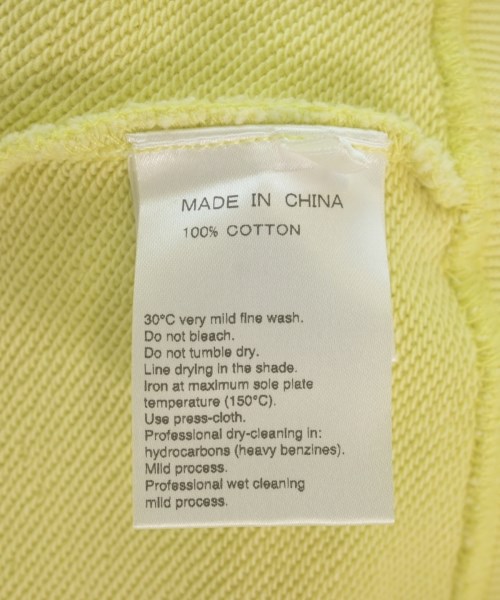 MADE IN CHINA
100% COTTON
30°C very mild fine wash.
Do not bleach.
Do not tumble dry.
Line drying in the shade.
Iron at maximum sole plate
temperature (150°C).
Use press-cloth.
Professional dry-cleaning in:
hydrocarbons (heavy benzines).
Mild process.
Professional wet cleaning
mild process.